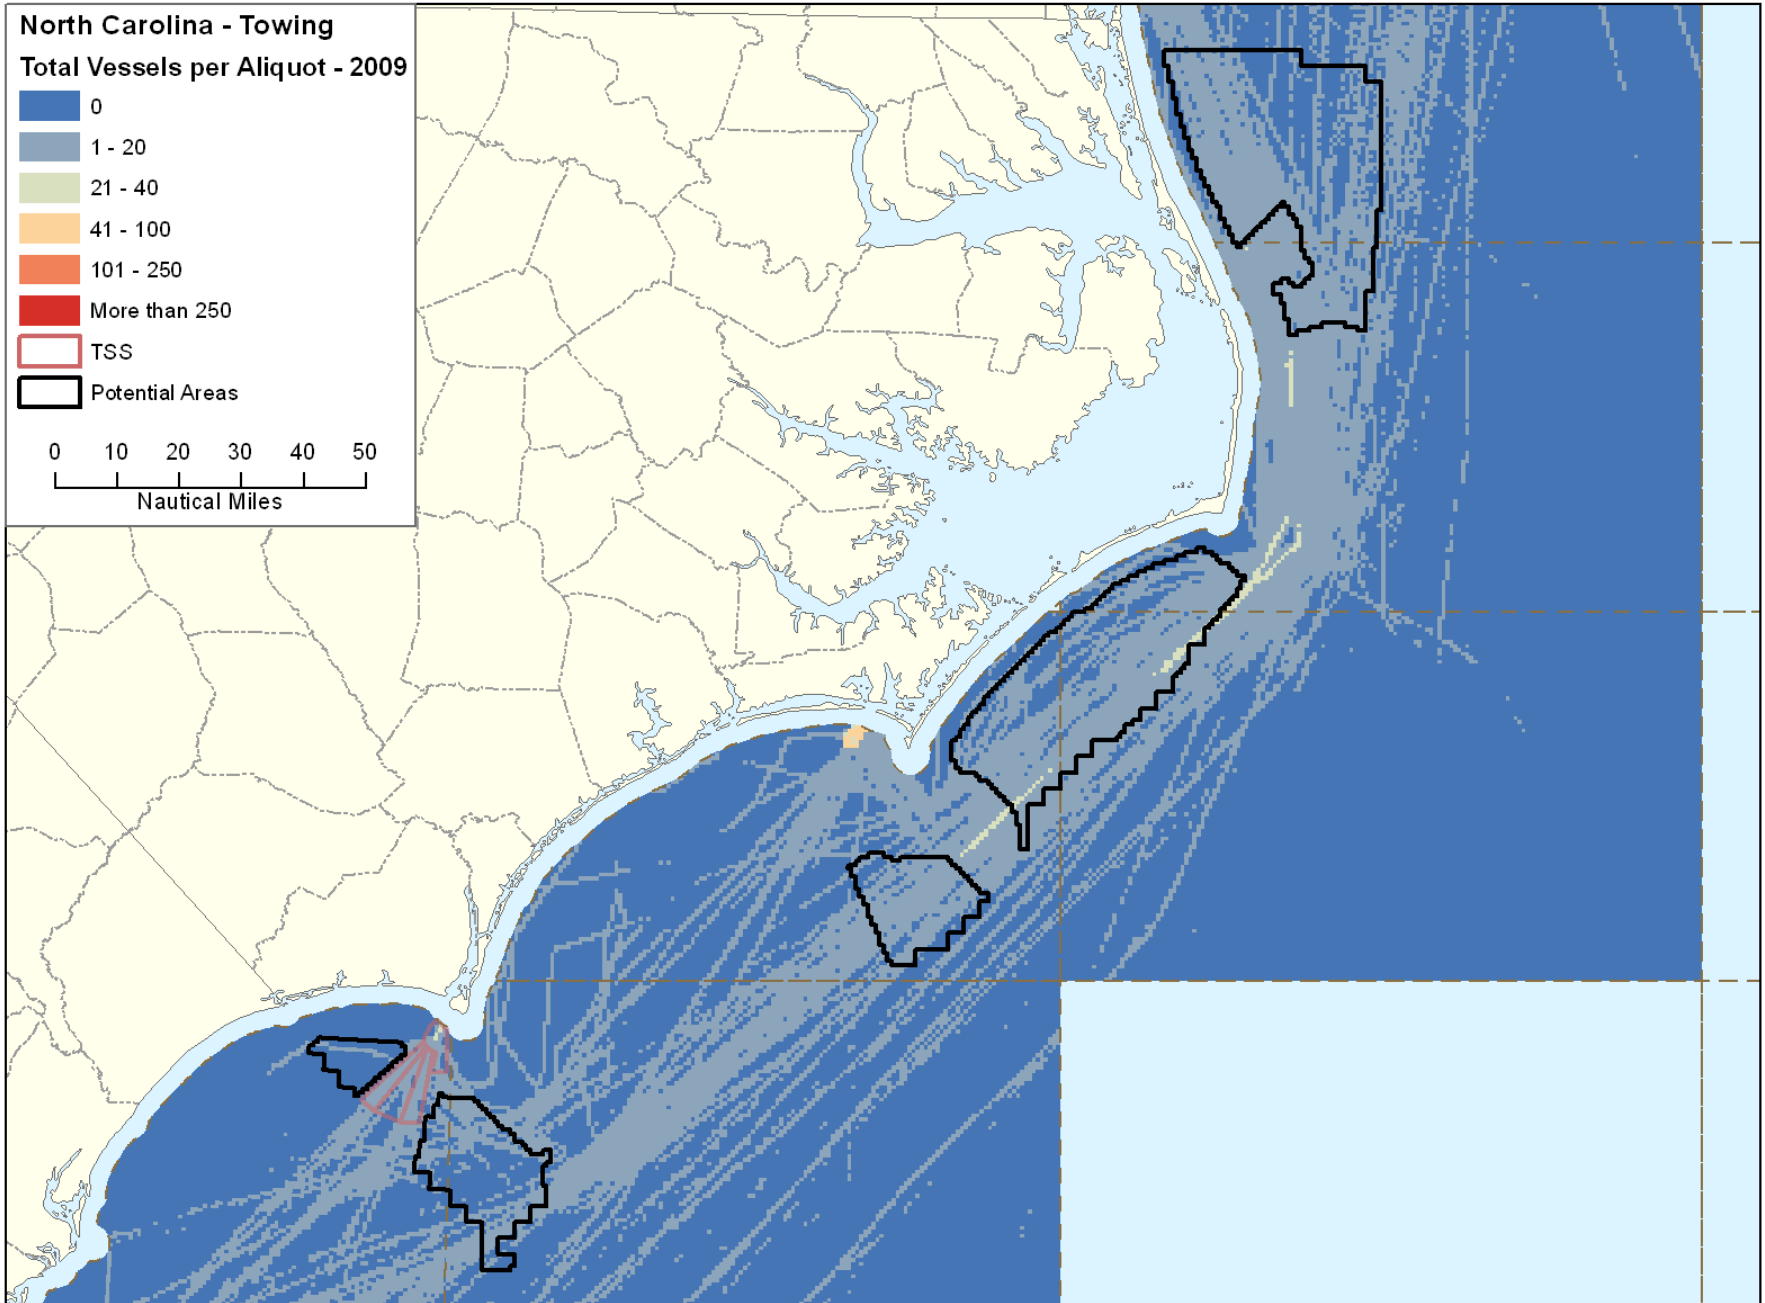 North Carolina - Towing
Total Vessels per Aliquot - 2009
0
1 - 20
21 - 40
41 - 100
101 - 250
More than 250
TSS
Potential Areas
0 10 20 30 40 50
Nautical Miles